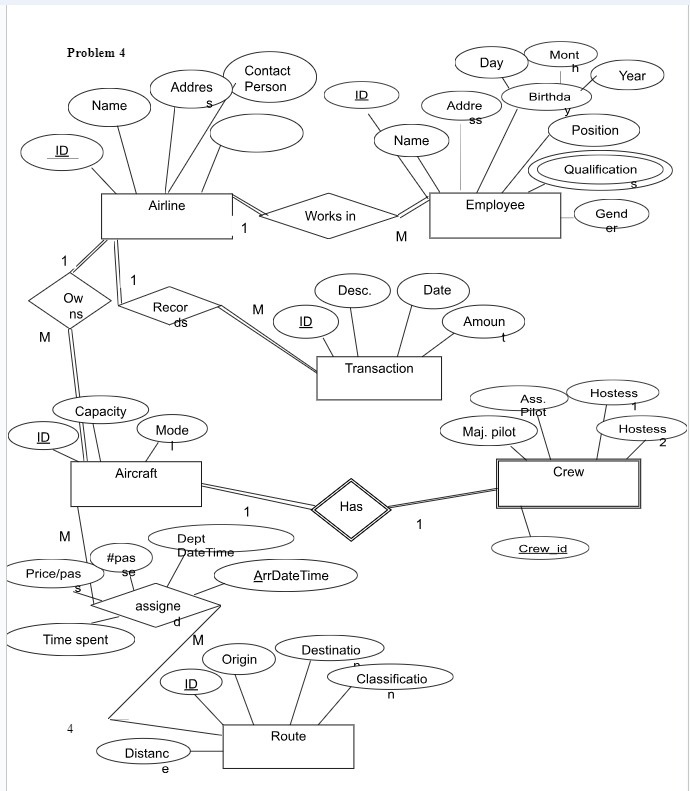 Problem 4
Contact
Person
Addres
s
Name
ID
Airline
Mont
h
Day
Year
Birthda
y
ID
Addre
ss
Name
Position
Qualification
s
Employee
Gend
er
Works in
1
M
1
1
Ow
ns
M
Recor
ds
M
Desc.
Date
ID
Amoun
t
Transaction
Capacity
ID
Mode
l
Aircraft
Ass.
Pilot
Hostess
1
Maj. pilot
Hostess
2
Crew
Has
1
1
Crew_id
M
Dept
DateTime
#pas
se
Price/pas
s
ArrDateTime
assigne
d
Time spent
M
Origin
Destinatio
n
ID
Classificatio
n
4
Route
Distanc
e